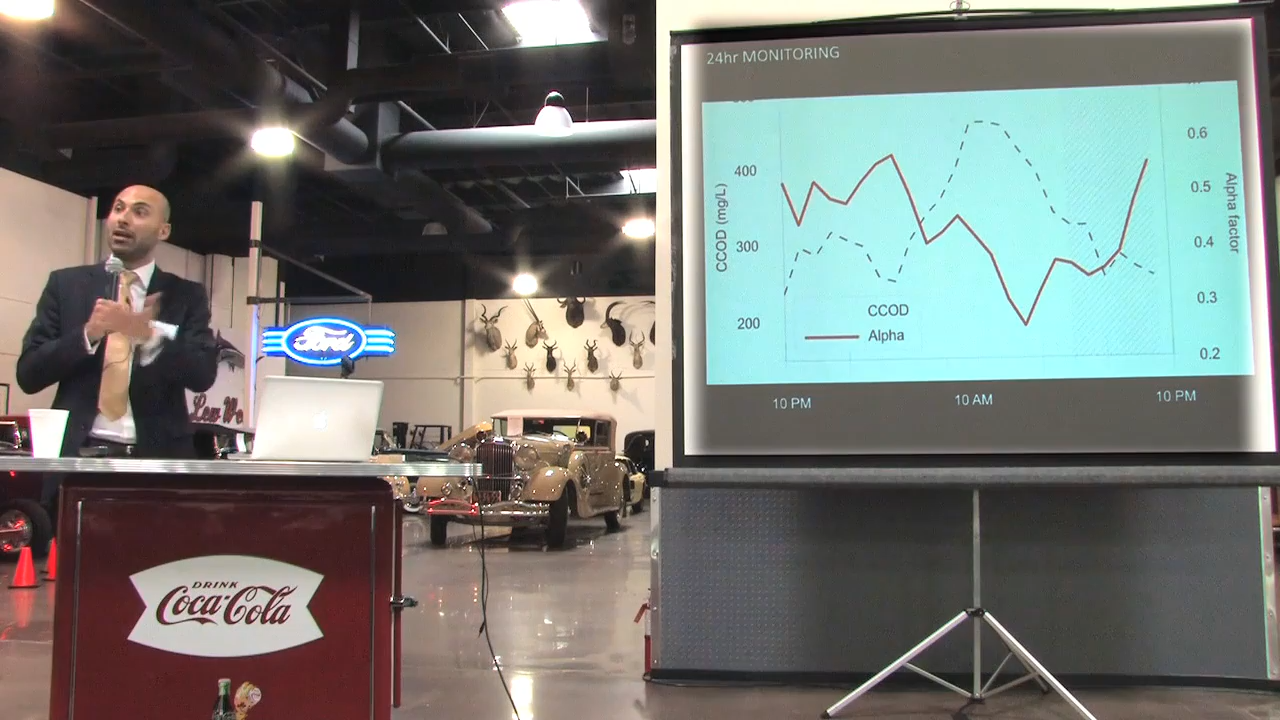 24hr MONITORING
400
300
200
CCOD (mg/L)
0.6
0.5
0.4
0.3
0.2
Alpha factor
CCOD
Alpha
10 PM
10 AM
10 PM
Ford
DRINK
Coca-Cola